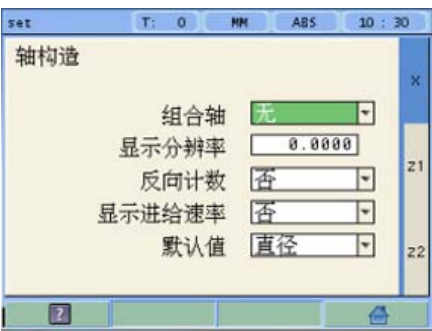 set T: 0 MM ABS 10 : 30
轴构造
X
组合轴 无
显示分辨率 0.0000
反向计数 否
Z1
显示进给速率 否
默认值 直径
Z2
?